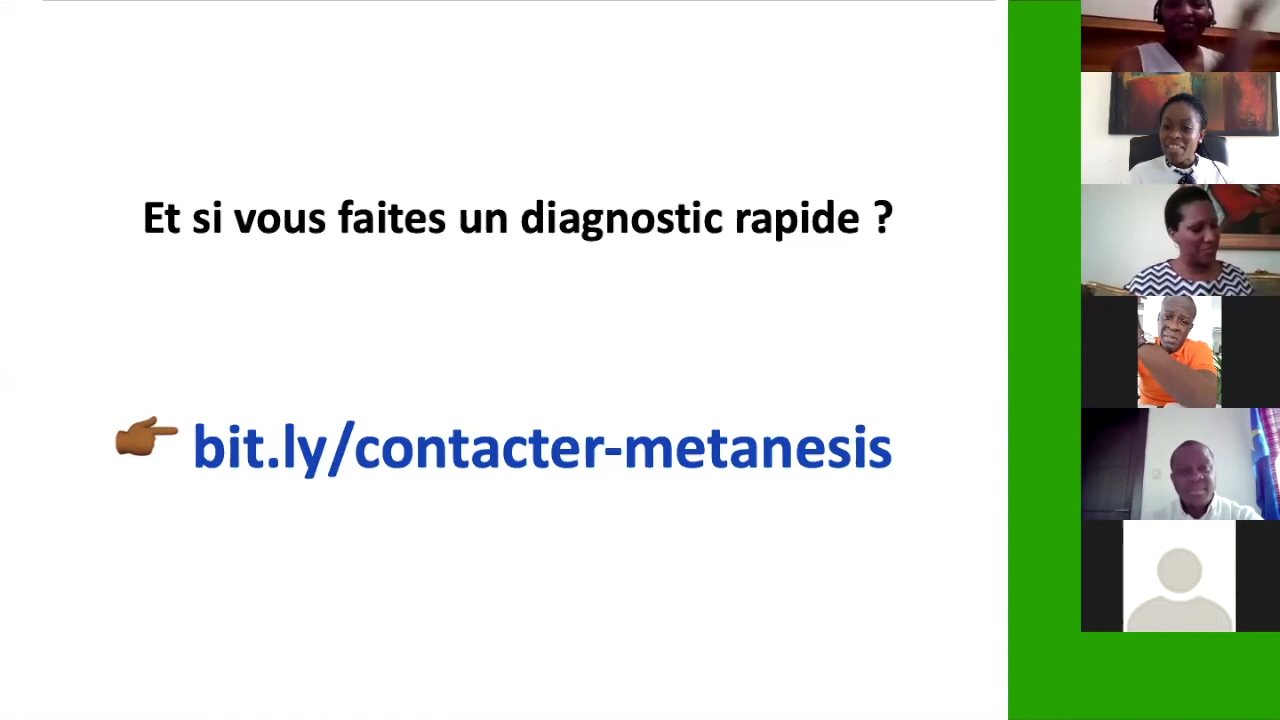 Et si vous faites un diagnostic rapide ?
bit.ly/contacter-metanesis